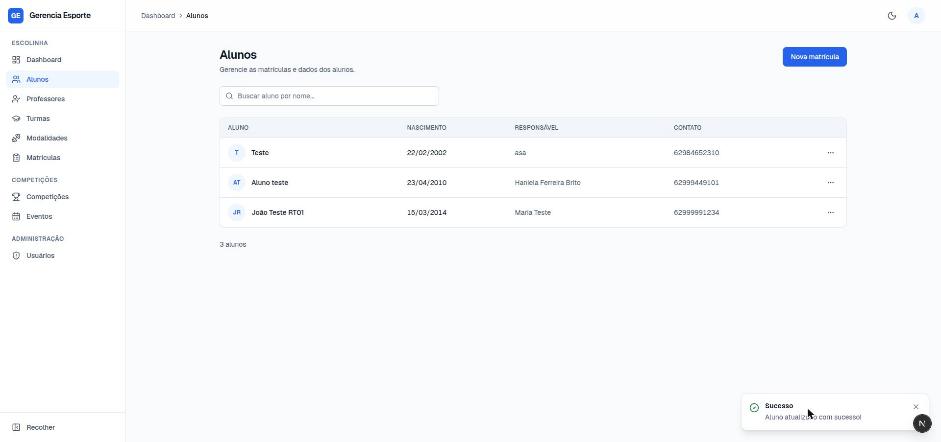 GE Gerencia Esporte
Dashboard > Alunos
A
ESCOLINHA
Dashboard
Alunos
Professores
Turmas
Modalidades
Matrículas
COMPETIÇÕES
Competições
Eventos
ADMINISTRAÇÃO
Usuários
Recolher
Alunos
Gerencie as matrículas e dados dos alunos.
Nova matrícula
Buscar aluno por nome...
ALUNO NASCIMENTO RESPONSÁVEL CONTATO
T Teste 22/02/2002 asa 62984652310
AT Aluno teste 23/04/2010 Haniela Ferreira Brito 62999449101
JR João Teste RT01 15/03/2014 Maria Teste 62999991234
3 alunos
Sucesso
Aluno atualizado com sucesso!
N